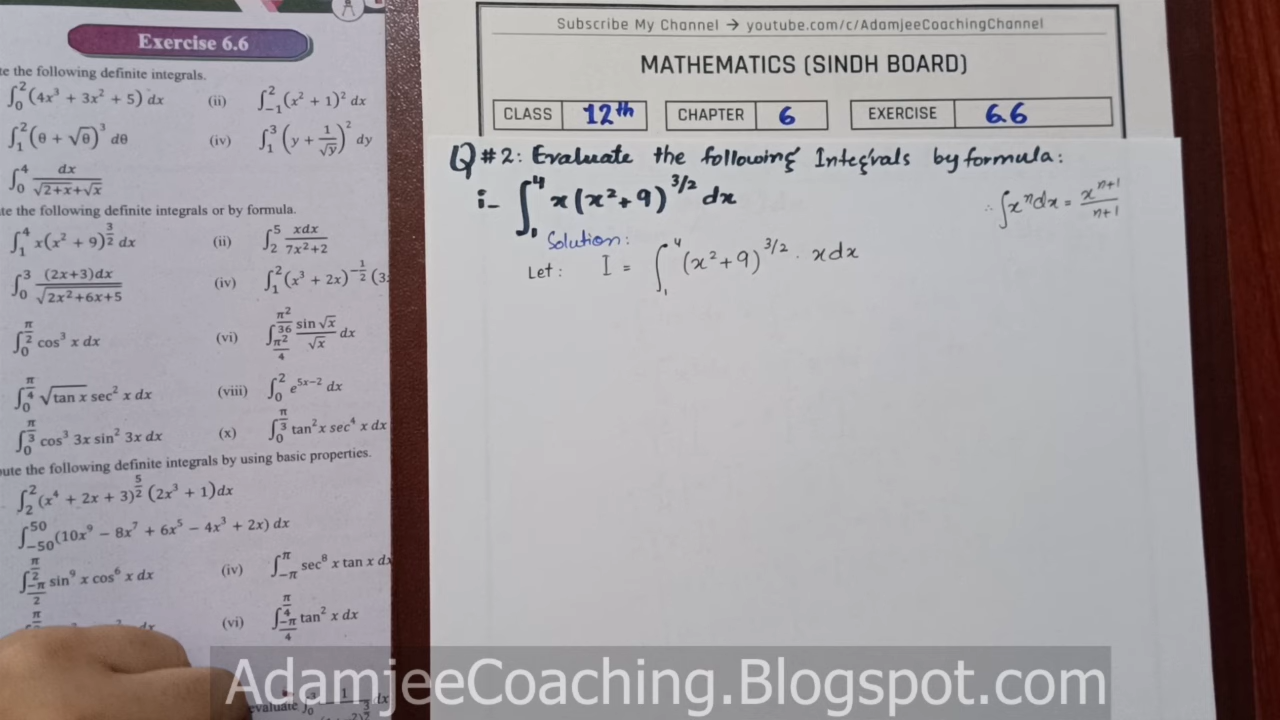 Exercise 6.6
te the following definite integrals.
∫₀² (4x³ + 3x² + 5) dx (ii) ∫₋₁² (x² + 1)² dx
∫₁² (θ + √θ)³ dθ (iv) ∫₁³ (y + 1/√y)² dy
∫₀⁴ dx/(√2+x+√x)
te the following definite integrals or by formula.
∫₁⁴ x(x² + 9)^(3/2) dx (ii) ∫₂⁵ xdx/(7x²+2)
∫₀³ (2x+3)dx/√(2x²+6x+5) (iv) ∫₁² (x³ + 2x)^(-1/2) (3
∫₀^(π/2) cos³ x dx (vi) ∫_(π²/4)^(π²/36) sin √x/√x dx
∫₀^(π/4) √tan x sec² x dx (viii) ∫₀² e^(5x−2) dx
∫₀^(π/3) cos³ 3x sin² 3x dx (x) ∫₀^(π/3) tan²x sec⁴ x dx
ute the following definite integrals by using basic properties.
∫₂² (x⁴ + 2x + 3)^(5/2) (2x³ + 1)dx
∫₋₅₀⁵⁰ (10x⁹ − 8x⁷ + 6x⁵ − 4x³ + 2x) dx
∫_(−π/2)^(π/2) sin⁹ x cos⁶ x dx (iv) ∫₋π^π sec⁸ x tan x d
(vi) ∫_(−π/4)^(π/4) tan² x dx
evaluate
Subscribe My Channel → youtube.com/c/AdamjeeCoachingChannel
MATHEMATICS (SINDH BOARD)
CLASS 12th CHAPTER 6 EXERCISE 6.6
Q#2: Evaluate the following Integrals by formula:
i- ∫₁⁴ x(x²+9)^(3/2) dx ∴ ∫xⁿdx = x^(n+1)/(n+1)
Solution:
Let: I = ∫₁⁴ (x²+9)^(3/2) . xdx
AdamjeeCoaching.Blogspot.com